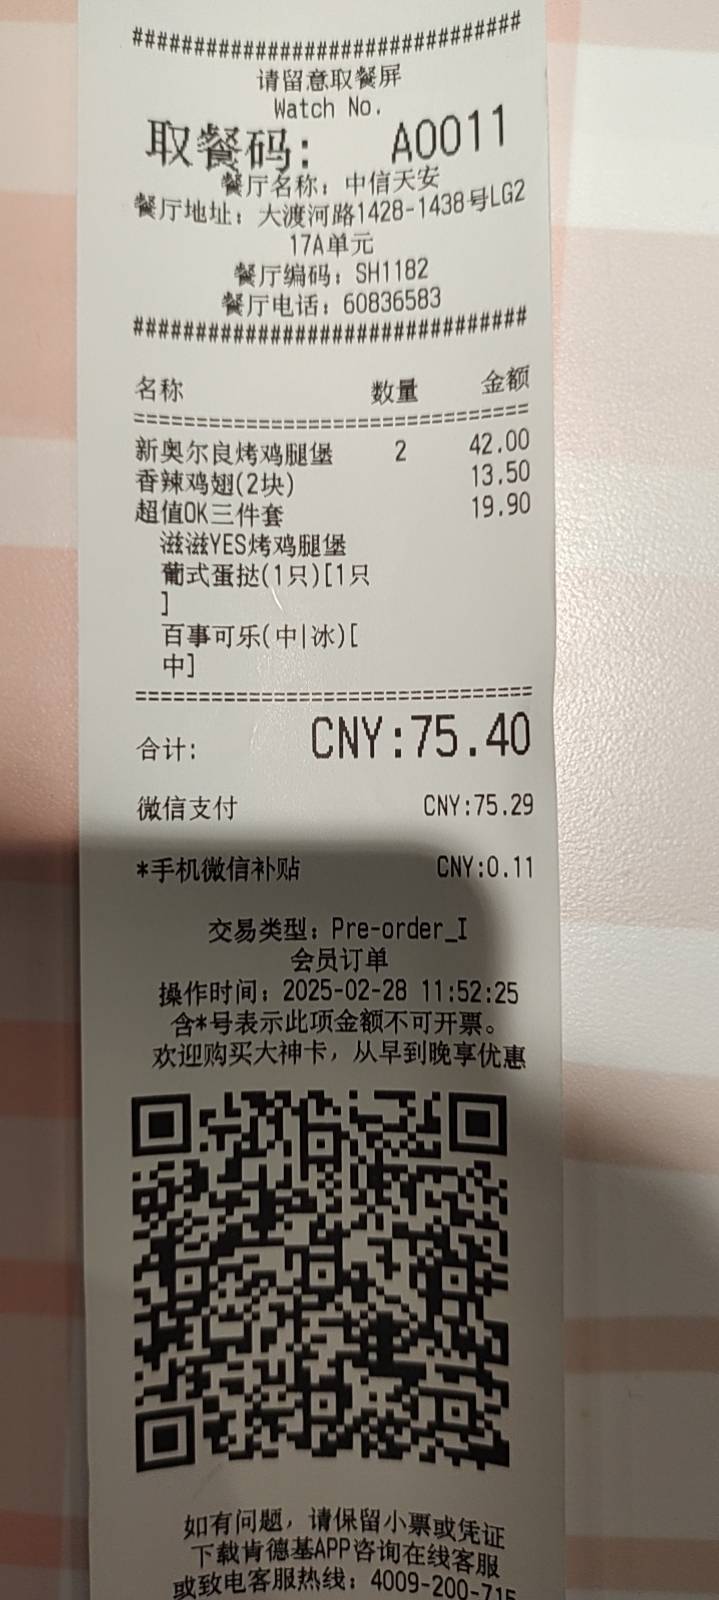 ###############################
请留意取餐屏
Watch No.
取餐码: A0011
餐厅名称: 中信天安
餐厅地址: 大渡河路1428-1438号LG2
17A单元
餐厅编码: SH1182
餐厅电话: 60836583
################################
名称 数量 金额
================================
新奥尔良烤鸡腿堡 2 42.00
香辣鸡翅(2块) 13.50
超值OK三件套 19.90
滋滋YES烤鸡腿堡
葡式蛋挞(1只)[1只
]
百事可乐(中|冰)[
中]
================================
合计: CNY:75.40
微信支付 CNY:75.29
*手机微信补贴 CNY:0.11
交易类型: Pre-order_I
会员订单
操作时间: 2025-02-28 11:52:25
含*号表示此项金额不可开票。
欢迎购买大神卡，从早到晚享优惠
如有问题，请保留小票或凭证
下载肯德基APP咨询在线客服
或致电客服热线: 4009-200-715